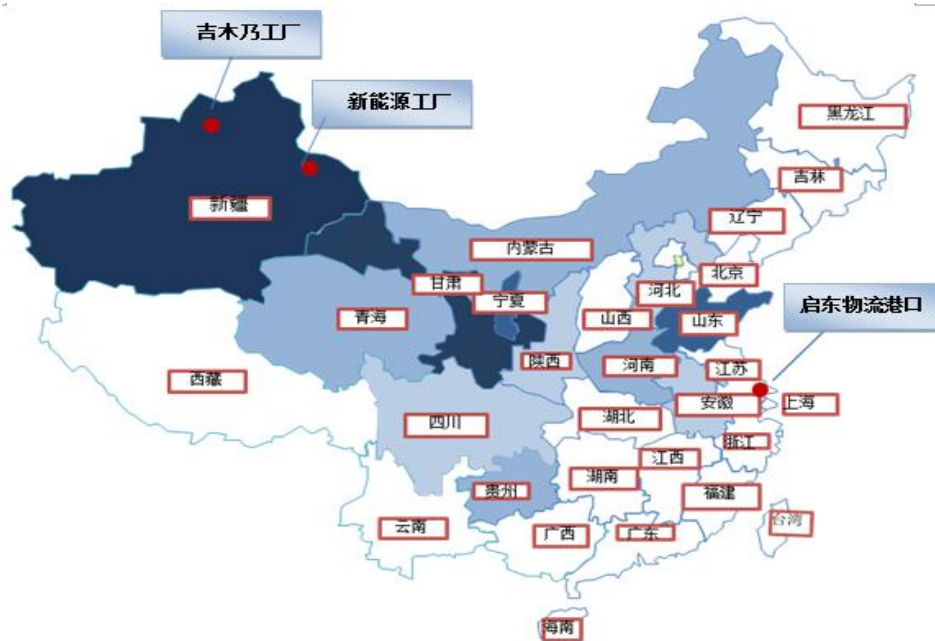 吉木乃工厂
新能源工厂
黑龙江
吉林
新疆
辽宁
内蒙古
北京
甘肃
河北
宁夏
启东物流港口
青海
山西
山东
陕西
河南
江苏
西藏
安徽
上海
湖北
四川
浙江
江西
湖南
贵州
福建
台湾
云南
广西
广东
海南